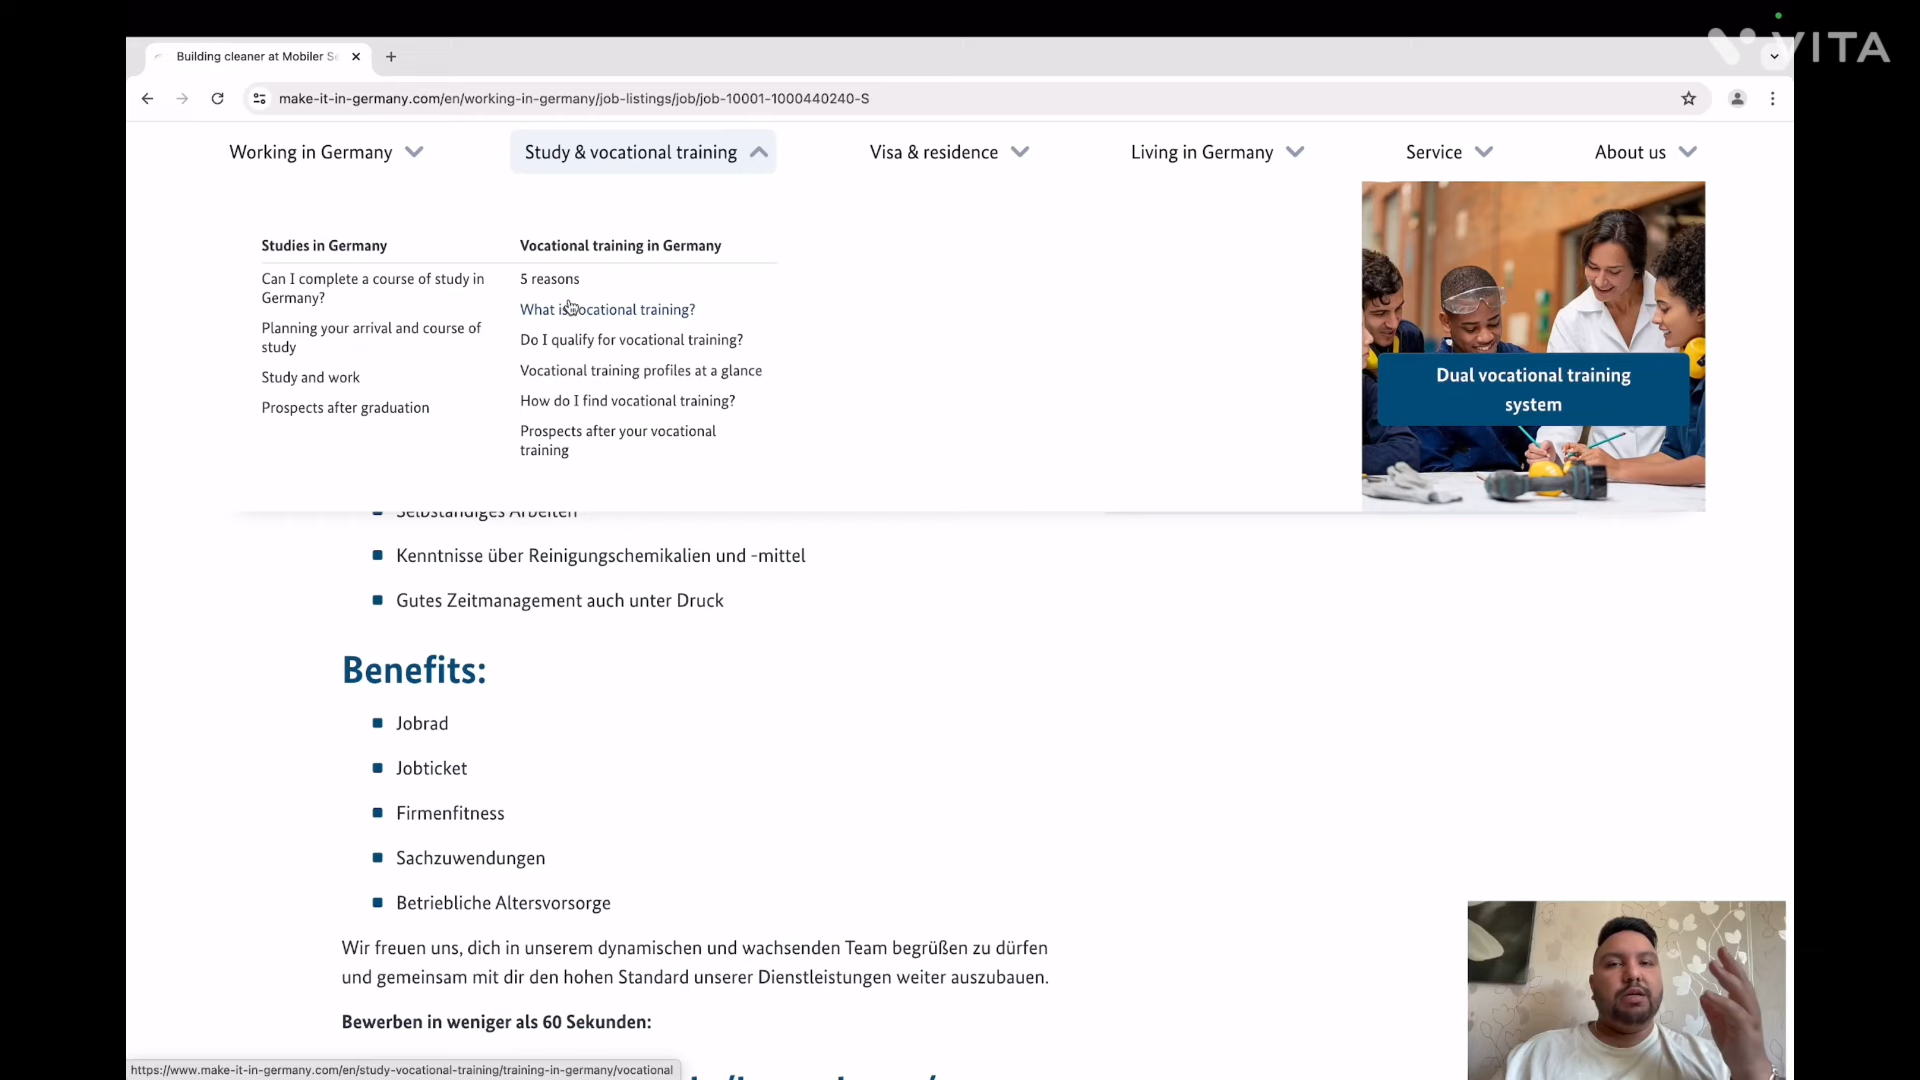 VITA
Building cleaner at Mobiler Se
make-it-in-germany.com/en/working-in-germany/job-listings/job/job-10001-1000440240-S
Working in Germany
Study & vocational training
Visa & residence
Living in Germany
Service
About us
Studies in Germany
Can I complete a course of study in
Germany?
Planning your arrival and course of
study
Study and work
Prospects after graduation
Vocational training in Germany
5 reasons
What is vocational training?
Do I qualify for vocational training?
Vocational training profiles at a glance
How do I find vocational training?
Prospects after your vocational
training
Dual vocational training
system
Selbständiges Arbeiten
Kenntnisse über Reinigungschemikalien und -mittel
Gutes Zeitmanagement auch unter Druck
Benefits:
Jobrad
Jobticket
Firmenfitness
Sachzuwendungen
Betriebliche Altersvorsorge
Wir freuen uns, dich in unserem dynamischen und wachsenden Team begrüßen zu dürfen
und gemeinsam mit dir den hohen Standard unserer Dienstleistungen weiter auszubauen.
Bewerben in weniger als 60 Sekunden:
https://www.make-it-in-germany.com/en/study-vocational-training/training-in-germany/vocational